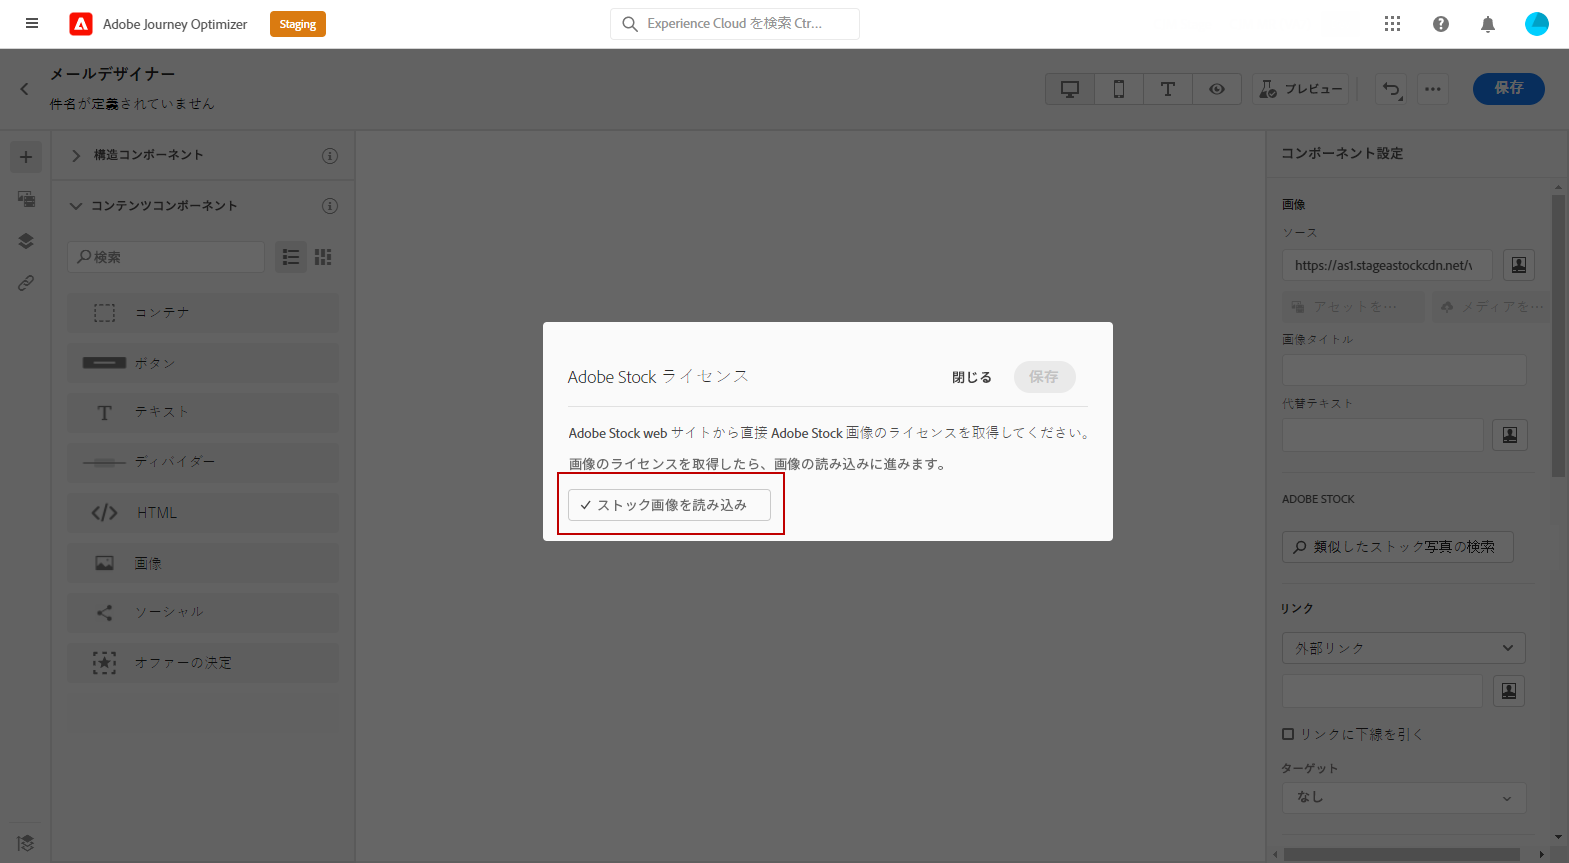 Adobe Journey Optimizer
Staging
Experience Cloud を検索 Ctr...
メールデザイナー
件名が定義されていません
プレビュー
保存
構造コンポーネント
コンテンツコンポーネント
検索
コンテナ
ボタン
テキスト
ディバイダー
HTML
画像
ソーシャル
オファーの決定
Adobe Stock ライセンス
閉じる
保存
Adobe Stock web サイトから直接 Adobe Stock 画像のライセンスを取得してください。
画像のライセンスを取得したら、画像の読み込みに進みます。
ストック画像を読み込み
コンポーネント設定
画像
ソース
https://as1.stageastockcdn.net/v
アセットを…
メディアを…
画像タイトル
代替テキスト
ADOBE STOCK
類似したストック写真の検索
リンク
外部リンク
リンクに下線を引く
ターゲット
なし